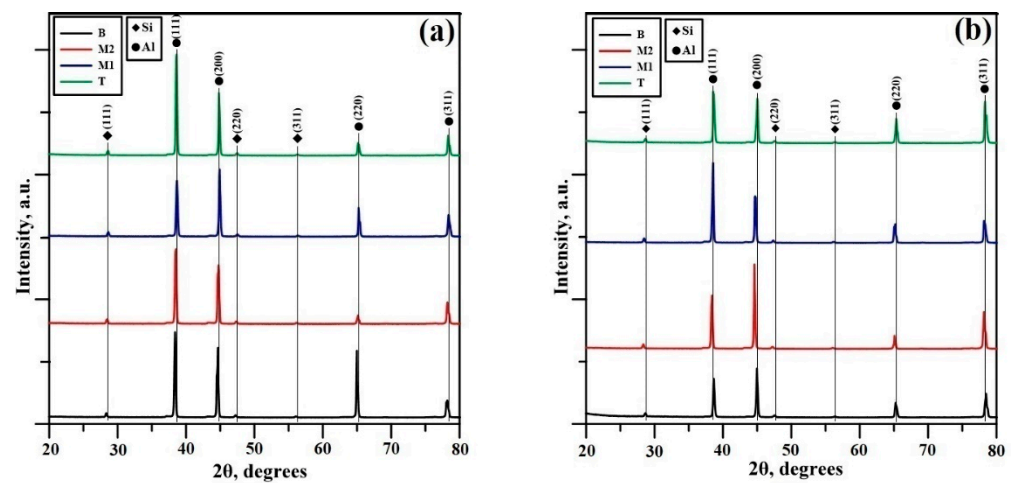 (a)
B
M2
M1
T
Si
Al
(111)
(111)
(200)
(220)
(311)
(220)
(311)
Intensity, a.u.
20 30 40 50 60 70 80
2θ, degrees
(b)
B
M2
M1
T
Si
Al
(111)
(111)
(200)
(220)
(311)
(220)
(311)
Intensity, a.u.
20 30 40 50 60 70 80
2θ, degrees